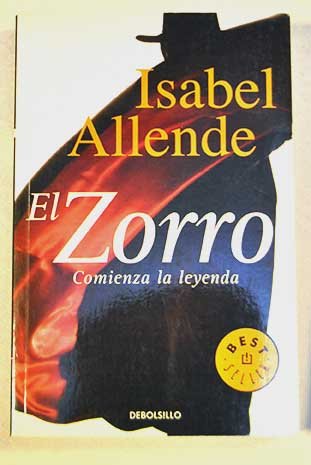 Isabel
Allende
El Zorro
Comienza la leyenda
BEST
SELLER
DEBOLSILLO